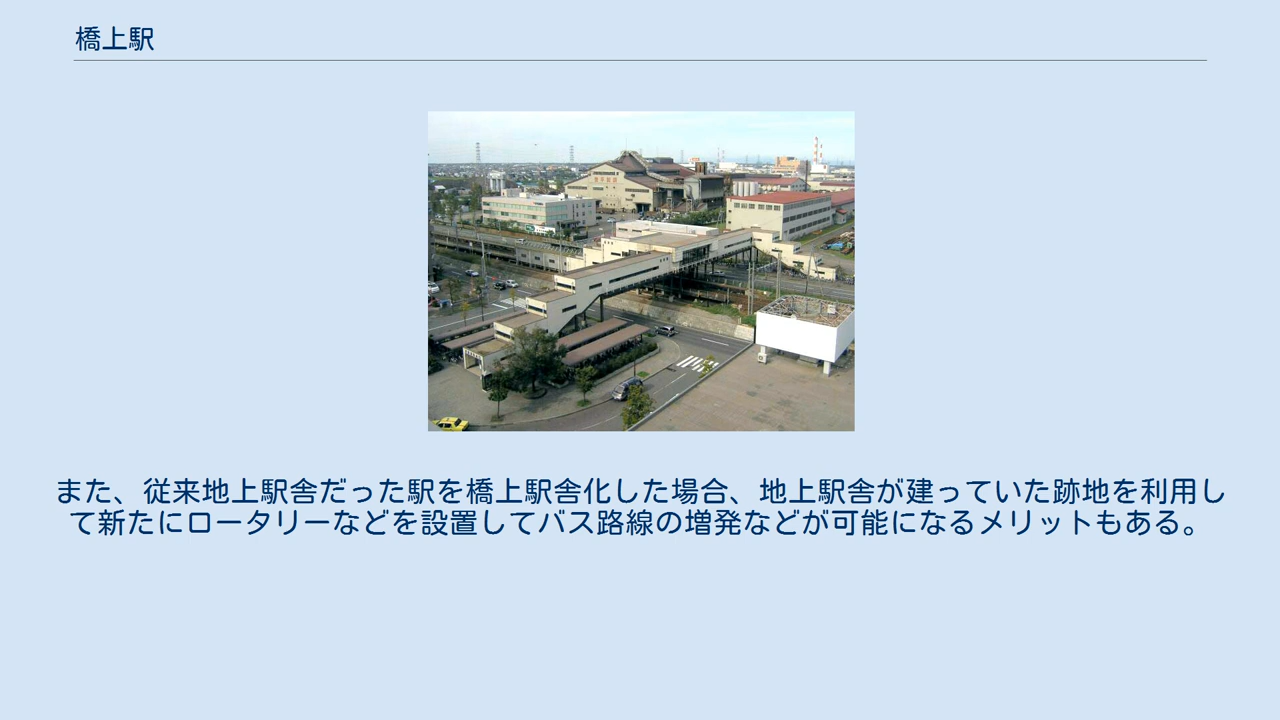 橋上駅
また、従来地上駅舎だった駅を橋上駅舎化した場合、地上駅舎が建っていた跡地を利用し
て新たにロータリーなどを設置してバス路線の増発などが可能になるメリットもある。